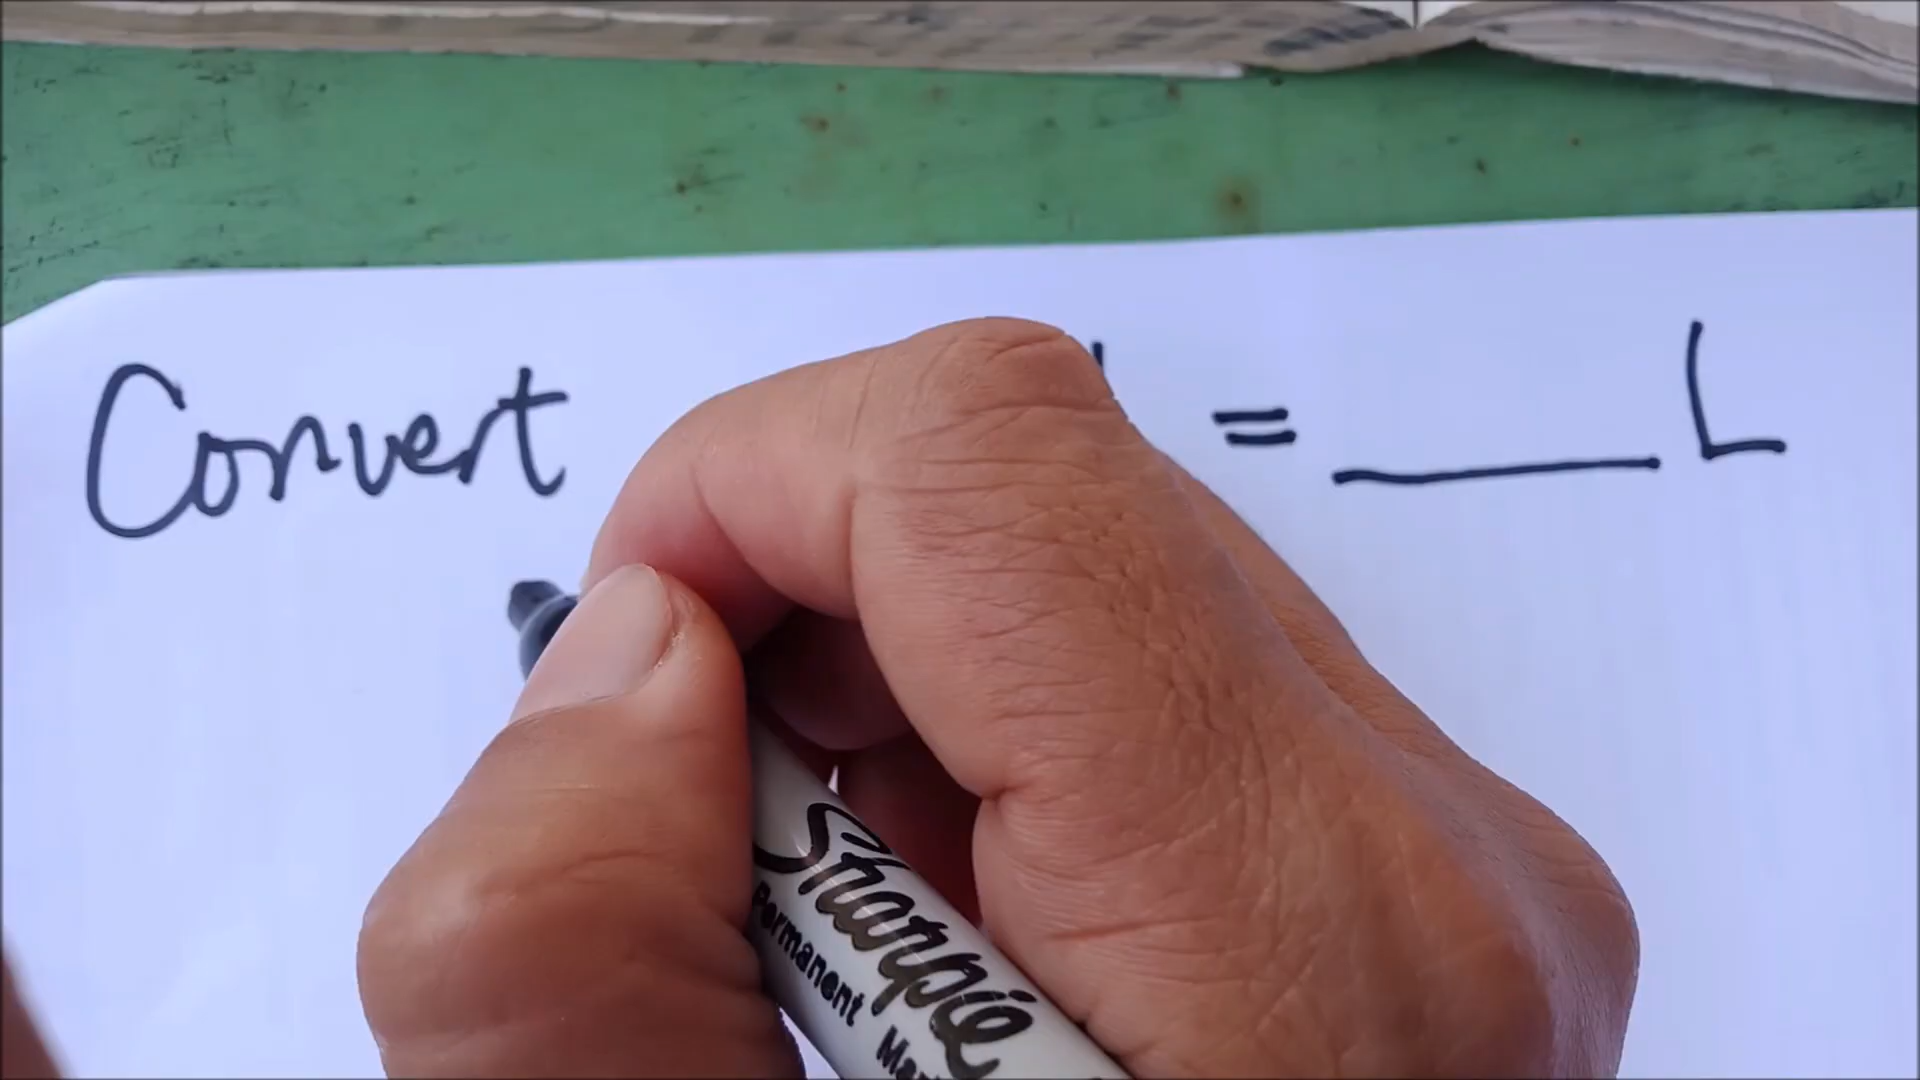 Convert = ___ L
Sharpie
Permanent